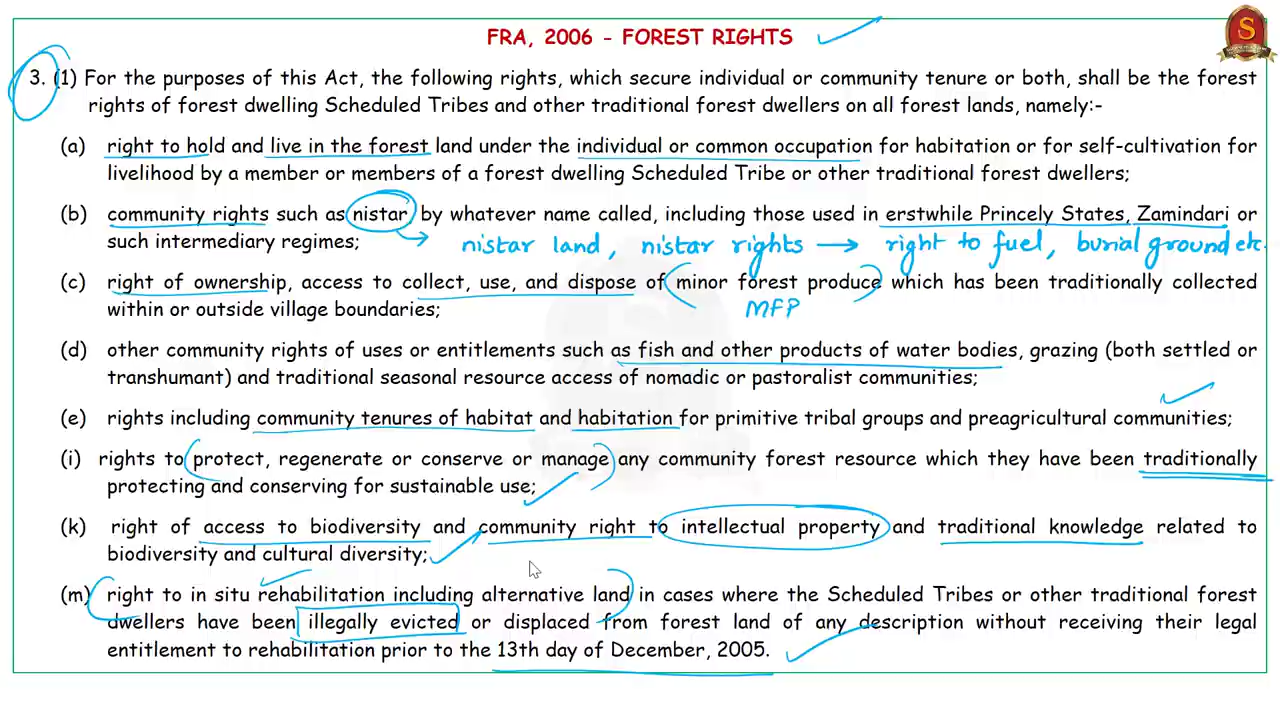 FRA, 2006 - FOREST RIGHTS
S
3. (1) For the purposes of this Act, the following rights, which secure individual or community tenure or both, shall be the forest
rights of forest dwelling Scheduled Tribes and other traditional forest dwellers on all forest lands, namely:-
(a) right to hold and live in the forest land under the individual or common occupation for habitation or for self-cultivation for
livelihood by a member or members of a forest dwelling Scheduled Tribe or other traditional forest dwellers;
(b) community rights such as nistar, by whatever name called, including those used in erstwhile Princely States, Zamindari or
such intermediary regimes;
nistar land, nistar rights → right to fuel, burial ground etc.
(c) right of ownership, access to collect, use, and dispose of minor forest produce which has been traditionally collected
within or outside village boundaries;
MFP
(d) other community rights of uses or entitlements such as fish and other products of water bodies, grazing (both settled or
transhumant) and traditional seasonal resource access of nomadic or pastoralist communities;
(e) rights including community tenures of habitat and habitation for primitive tribal groups and preagricultural communities;
(i) rights to protect, regenerate or conserve or manage any community forest resource which they have been traditionally
protecting and conserving for sustainable use;
(k) right of access to biodiversity and community right to intellectual property and traditional knowledge related to
biodiversity and cultural diversity;
(m) right to in situ rehabilitation including alternative land in cases where the Scheduled Tribes or other traditional forest
dwellers have been illegally evicted or displaced from forest land of any description without receiving their legal
entitlement to rehabilitation prior to the 13th day of December, 2005.